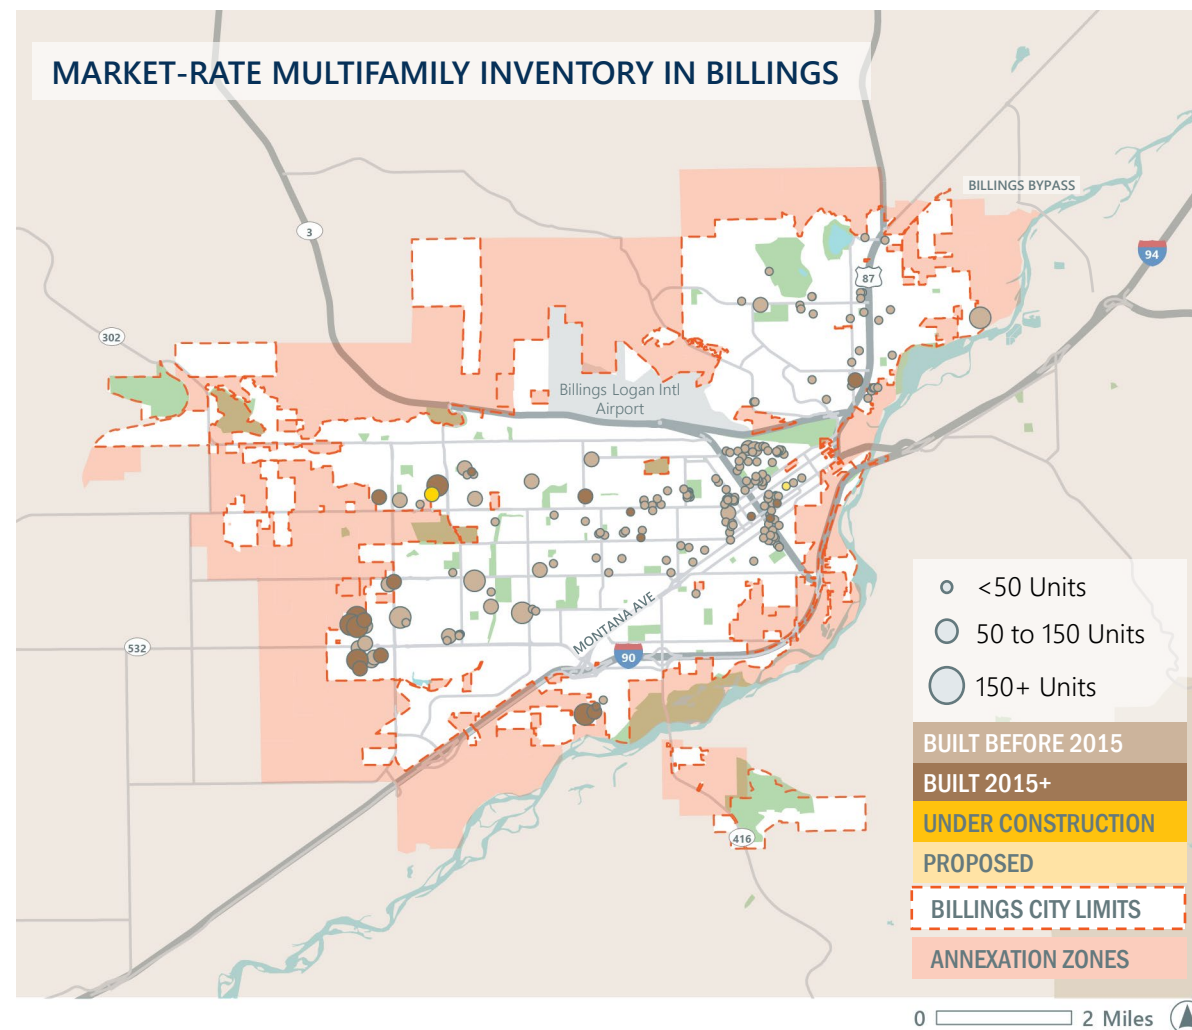 MARKET-RATE MULTIFAMILY INVENTORY IN BILLINGS
BILLINGS BYPASS
3
94
87
302
Billings Logan Intl
Airport
MONTANA AVE
532
90
416
<50 Units
50 to 150 Units
150+ Units
BUILT BEFORE 2015
BUILT 2015+
UNDER CONSTRUCTION
PROPOSED
BILLINGS CITY LIMITS
ANNEXATION ZONES
0 2 Miles